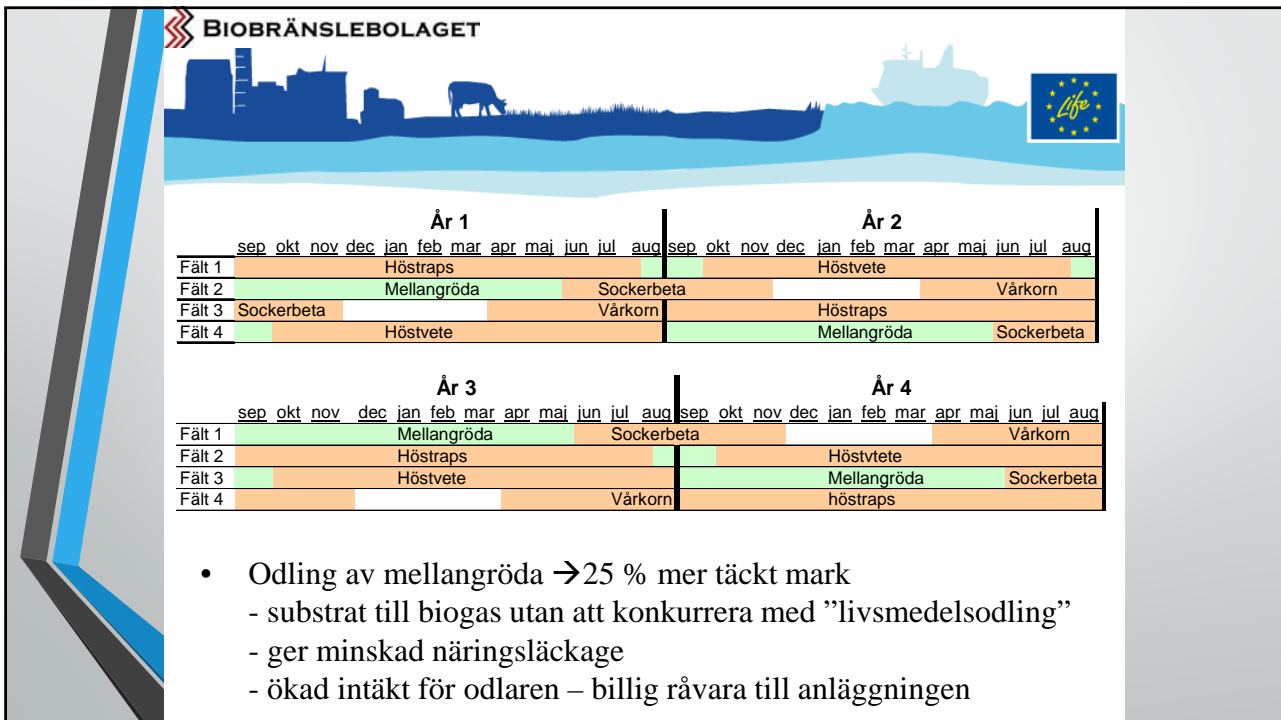 BIOBRÄNSLEBOLAGET
Life
År 1 År 2
sep okt nov dec jan feb mar apr maj jun jul aug sep okt nov dec jan feb mar apr maj jun jul aug
Fält 1 Höstraps Höstvete
Fält 2 Mellangröda Sockerbeta Vårkorn
Fält 3 Sockerbeta Vårkorn Höstraps
Fält 4 Höstvete Mellangröda Sockerbeta
År 3 År 4
sep okt nov dec jan feb mar apr maj jun jul aug sep okt nov dec jan feb mar apr maj jun jul aug
Fält 1 Mellangröda Sockerbeta Vårkorn
Fält 2 Höstraps Höstvtete
Fält 3 Höstvete Mellangröda Sockerbeta
Fält 4 Vårkorn höstraps
• Odling av mellangröda →25 % mer täckt mark
- substrat till biogas utan att konkurrera med ”livsmedelsodling”
- ger minskad näringsläckage
- ökad intäkt för odlaren – billig råvara till anläggningen